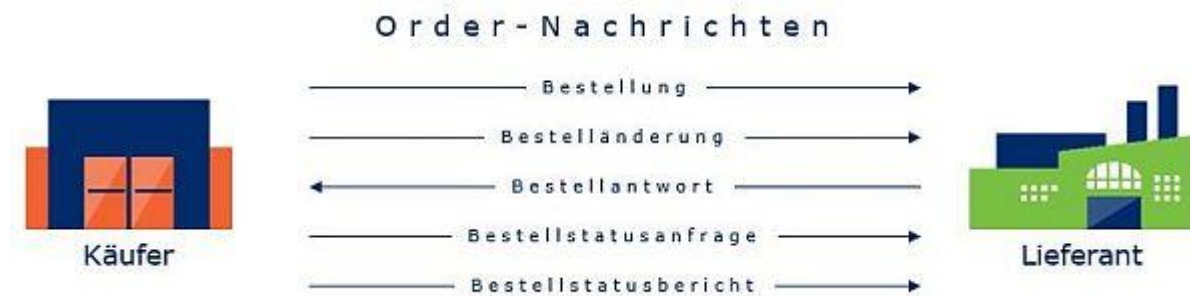 Order-Nachrichten
Bestellung
Bestelländerung
Bestellantwort
Bestellstatusanfrage
Bestellstatusbericht
Käufer
Lieferant